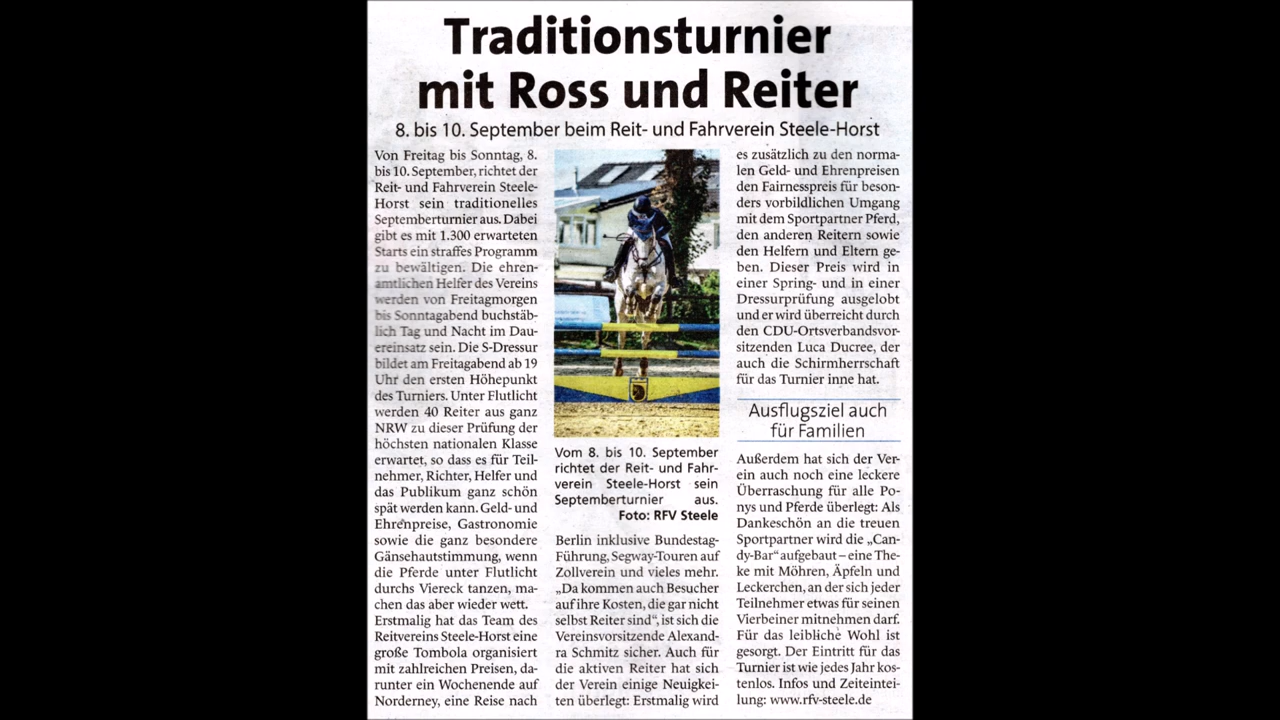 Traditionsturnier
mit Ross und Reiter
8. bis 10. September beim Reit- und Fahrverein Steele-Horst
Von Freitag bis Sonntag, 8.
bis 10. September, richtet der
Reit- und Fahrverein Steele-
Horst sein traditionelles
Septemberturnier aus. Dabei
gibt es mit 1.300 erwarteten
Starts ein straffes Programm
zu bewältigen. Die ehren-
amtlichen Helfer des Vereins
werden von Freitagmorgen
bis Sonntagabend buchstäb-
lich Tag und Nacht im Dau-
ereinsatz sein. Die S-Dressur
bildet am Freitagabend ab 19
Uhr den ersten Höhepunkt
des Turniers. Unter Flutlicht
werden 40 Reiter aus ganz
NRW zu dieser Prüfung der
höchsten nationalen Klasse
erwartet, so dass es für Teil-
nehmer, Richter, Helfer und
das Publikum ganz schön
spät werden kann. Geld- und
Ehrenpreise, Gastronomie
sowie die ganz besondere
Gänsehautstimmung, wenn
die Pferde unter Flutlicht
durchs Viereck tanzen, ma-
chen das aber wieder wett.
Erstmalig hat das Team des
Reitvereins Steele-Horst eine
große Tombola organisiert
mit zahlreichen Preisen, da-
runter ein Wochenende auf
Norderney, eine Reise nach
Vom 8. bis 10. September
richtet der Reit- und Fahr-
verein Steele-Horst sein
Septemberturnier aus.
Foto: RFV Steele
Berlin inklusive Bundestag-
Führung, Segway-Touren auf
Zollverein und vieles mehr.
„Da kommen auch Besucher
auf ihre Kosten, die gar nicht
selbst Reiter sind“, ist sich die
Vereinsvorsitzende Alexand-
ra Schmitz sicher. Auch für
die aktiven Reiter hat sich
der Verein einige Neuigkei-
ten überlegt: Erstmalig wird
es zusätzlich zu den norma-
len Geld- und Ehrenpreisen
den Fairnesspreis für beson-
ders vorbildlichen Umgang
mit dem Sportpartner Pferd,
den anderen Reitern sowie
den Helfern und Eltern ge-
ben. Dieser Preis wird in
einer Spring- und in einer
Dressurprüfung ausgelobt
und er wird überreicht durch
den CDU-Ortsverbandsvor-
sitzenden Luca Ducree, der
auch die Schirmherrschaft
für das Turnier inne hat.
Ausflugsziel auch
für Familien
Außerdem hat sich der Ver-
ein auch noch eine leckere
Überraschung für alle Po-
nys und Pferde überlegt: Als
Dankeschön an die treuen
Sportpartner wird die „Can-
dy-Bar“ aufgebaut – eine The-
ke mit Möhren, Äpfeln und
Leckerchen, an der sich jeder
Teilnehmer etwas für seinen
Vierbeiner mitnehmen darf.
Für das leibliche Wohl ist
gesorgt. Der Eintritt für das
Turnier ist wie jedes Jahr kos-
tenlos. Infos und Zeiteintei-
lung: www.rfv-steele.de